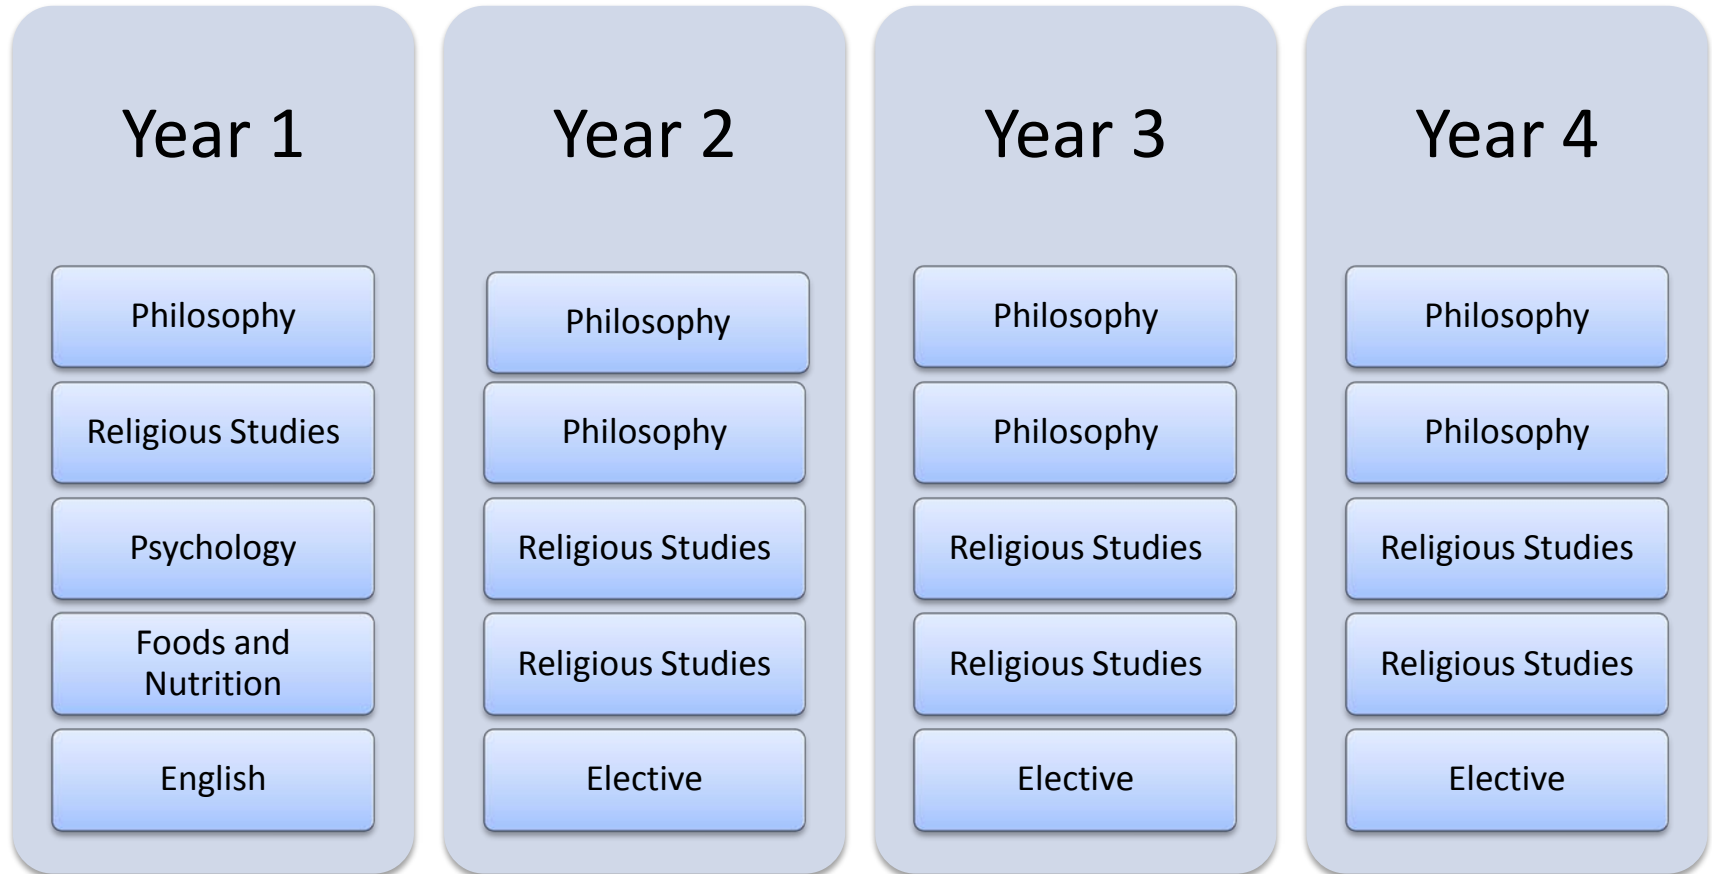 Year 1
Philosophy
Religious Studies
Psychology
Foods and
Nutrition
English
Year 2
Philosophy
Philosophy
Religious Studies
Religious Studies
Elective
Year 3
Philosophy
Philosophy
Religious Studies
Religious Studies
Elective
Year 4
Philosophy
Philosophy
Religious Studies
Religious Studies
Elective